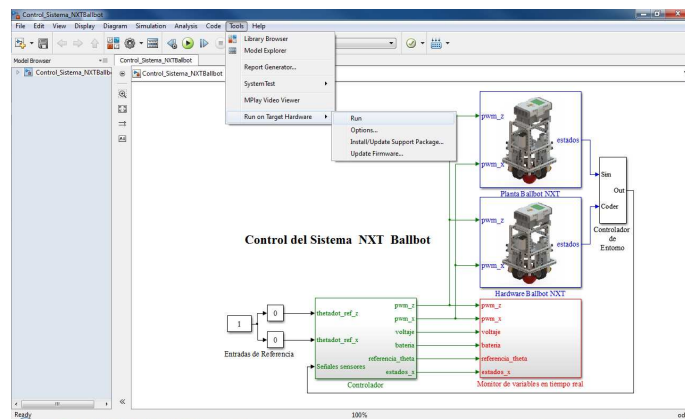 Control_Sistema_NXTBallbot
File Edit View Display Diagram Simulation Analysis Code Tools Help
Library Browser
Model Explorer
Report Generator...
SystemTest
MPlay Video Viewer
Run on Target Hardware
Run
Options...
Install/Update Support Package...
Update Firmware...
Model Browser
Control_Sistema_NXTBallbot
Control_Sistema_NXTBallb
Control_Sistema_NXTBallbot
pwm_z
pwm_x
estados
Planta Ballbot NXT
Sim
Out
Coder
Controlador
de
Entorno
pwm_z
pwm_x
estados
Hardware Ballbot NXT
Control del Sistema NXT Ballbot
1
0
0
Entradas de Referencia
thetadot_ref_z
thetadot_ref_x
Señales sensores
pwm_z
pwm_x
voltaje
bateria
referencia_theta
estados_x
Controlador
pwm_z
pwm_x
voltaje
bateria
referencia_theta
estados_x
Monitor de variables en tiempo real
Ready
100%
od